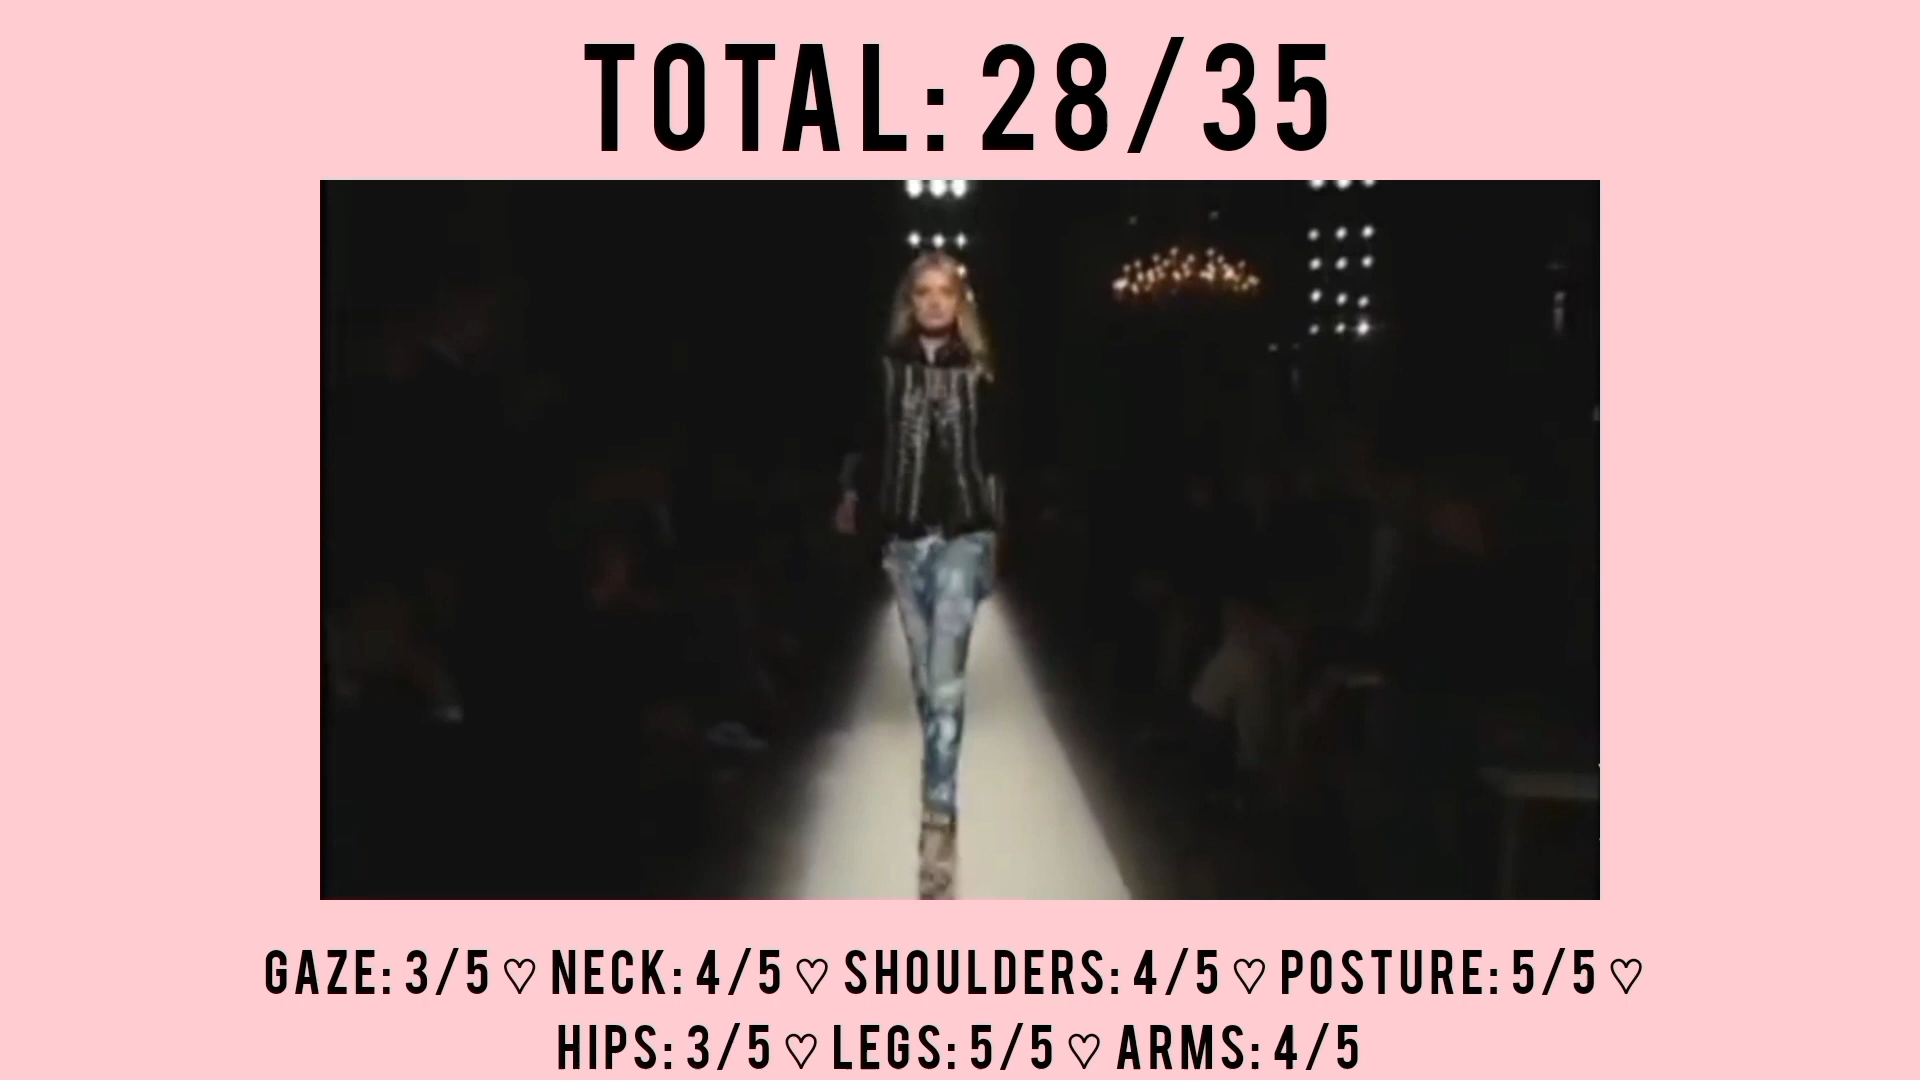 TOTAL: 28/35
GAZE: 3/5 ♡ NECK: 4/5 ♡ SHOULDERS: 4/5 ♡ POSTURE: 5/5 ♡
HIPS: 3/5 ♡ LEGS: 5/5 ♡ ARMS: 4/5